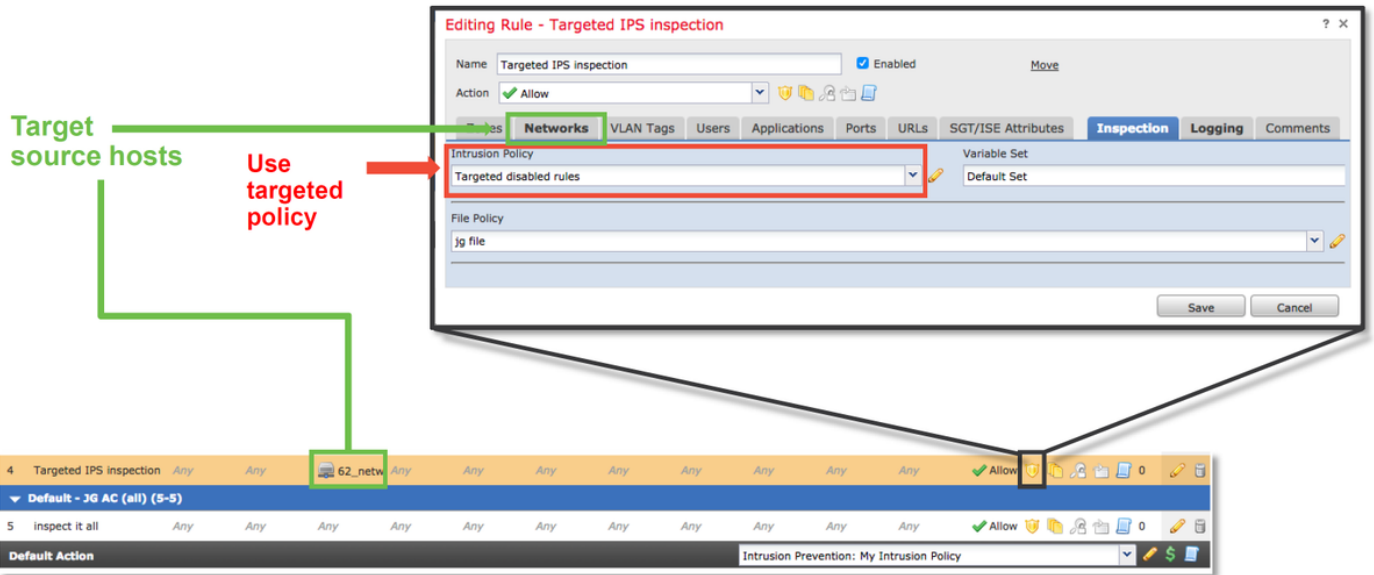 Editing Rule - Targeted IPS inspection ? ×
Name Targeted IPS inspection Enabled Move
Action Allow
Networks VLAN Tags Users Applications Ports URLs SGT/ISE Attributes Inspection Logging Comments
Intrusion Policy Variable Set
Targeted disabled rules Default Set
File Policy
jg file
Save Cancel
Target
source hosts
Use
targeted
policy
4 Targeted IPS inspection Any Any 62_netw Any Any Any Any Any Any Any Any Allow 0
Default - JG AC (all) (5-5)
5 inspect it all Any Any Any Any Any Any Any Any Any Any Any Allow 0
Default Action Intrusion Prevention: My Intrusion Policy $